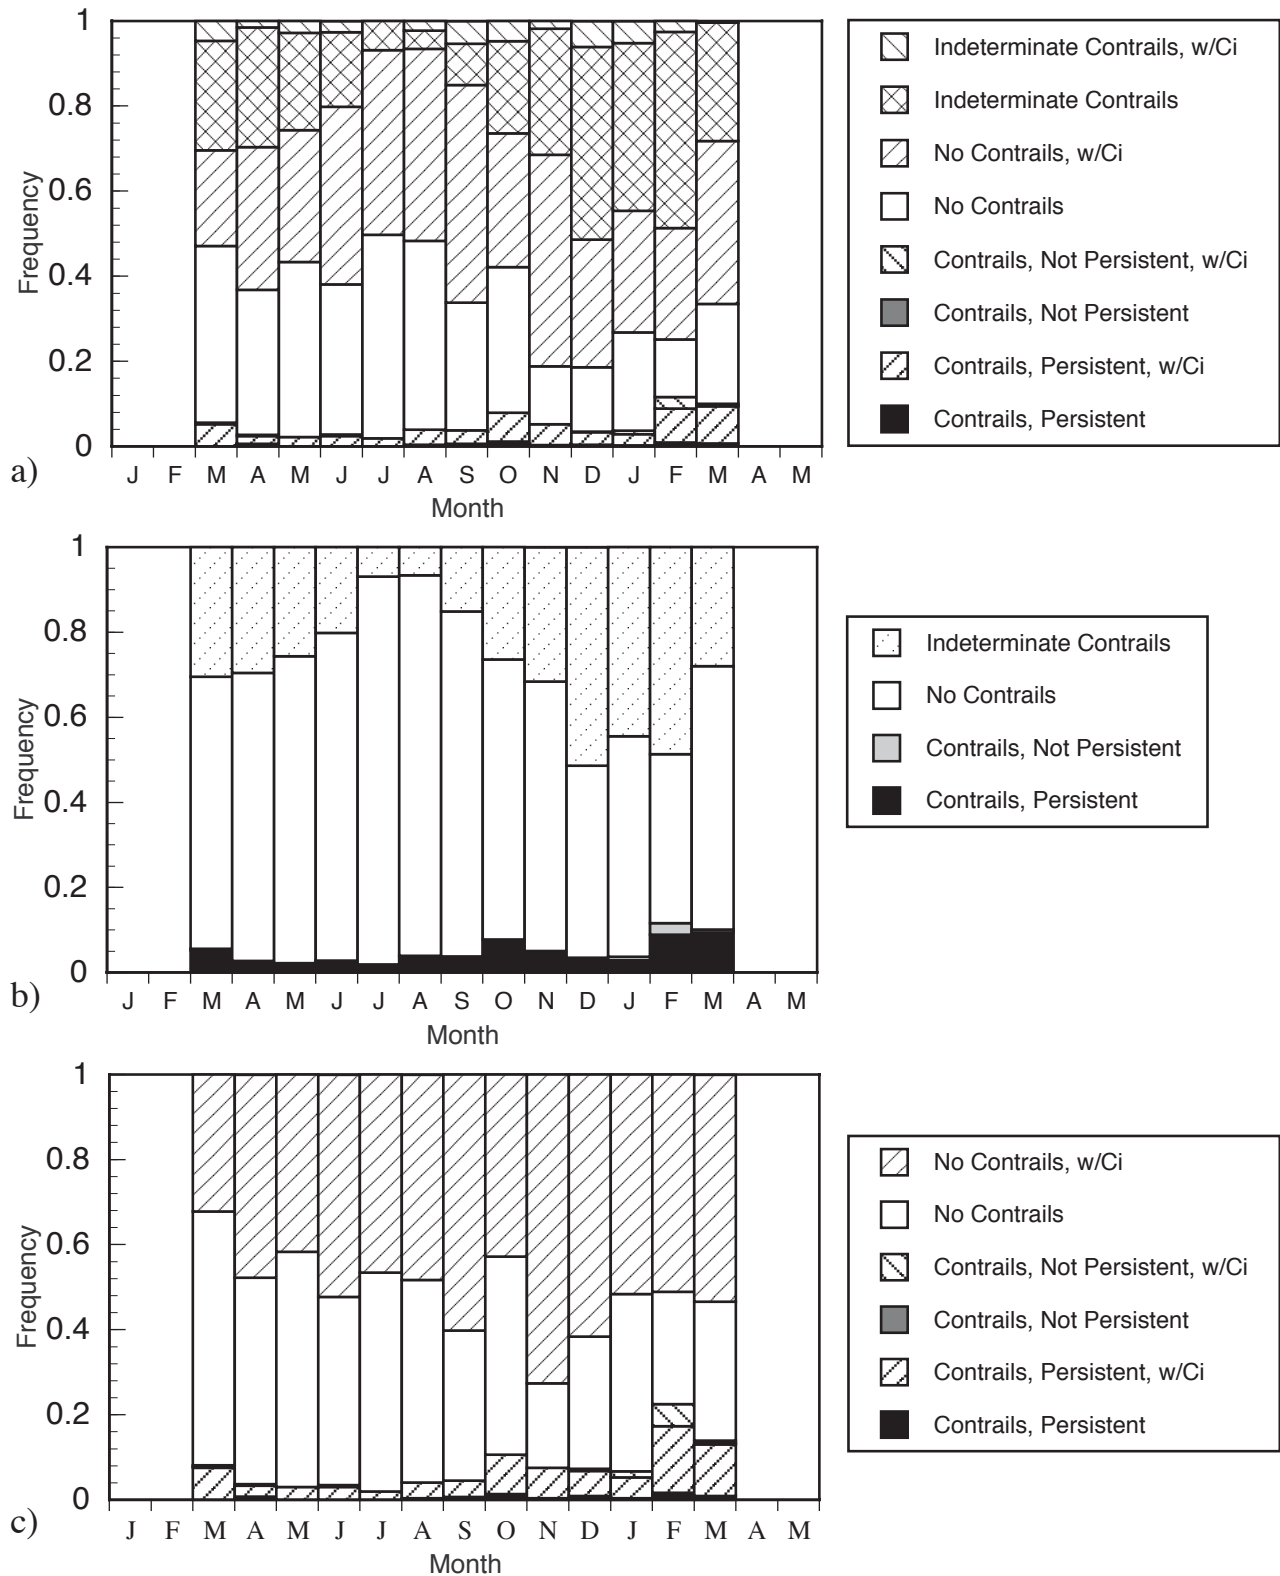 1
0.8
0.6
0.4
0.2
0
Frequency
J F M A M J J A S O N D J F M A M
Month
a)
Indeterminate Contrails, w/Ci
Indeterminate Contrails
No Contrails, w/Ci
No Contrails
Contrails, Not Persistent, w/Ci
Contrails, Not Persistent
Contrails, Persistent, w/Ci
Contrails, Persistent
1
0.8
0.6
0.4
0.2
0
Frequency
J F M A M J J A S O N D J F M A M
Month
b)
Indeterminate Contrails
No Contrails
Contrails, Not Persistent
Contrails, Persistent
1
0.8
0.6
0.4
0.2
0
Frequency
J F M A M J J A S O N D J F M A M
Month
c)
No Contrails, w/Ci
No Contrails
Contrails, Not Persistent, w/Ci
Contrails, Not Persistent
Contrails, Persistent, w/Ci
Contrails, Persistent